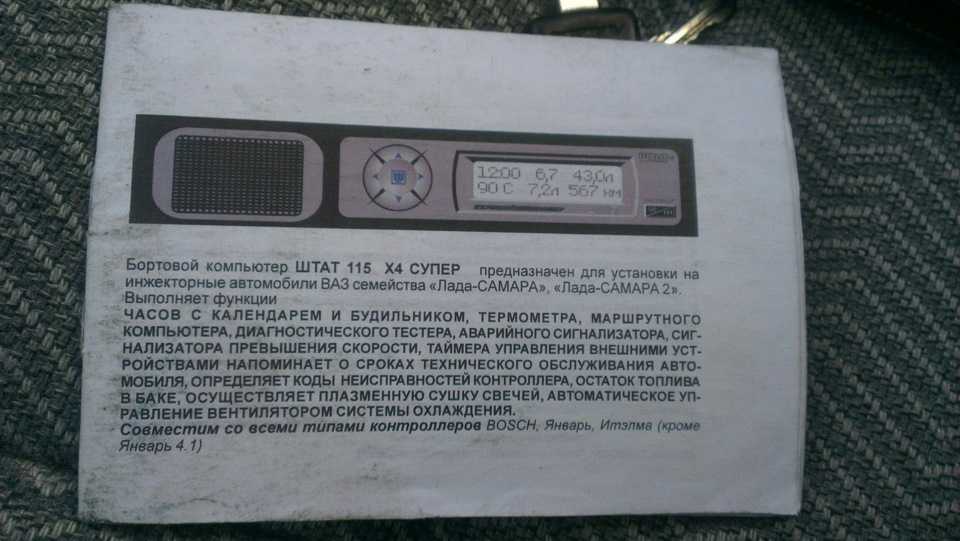 12:00 6,7 43,0л
90 С 7,2л 567 км
Бортовой компьютер ШТАТ 115 Х4 СУПЕР предназначен для установки на
инжекторные автомобили ВАЗ семейства «Лада-САМАРА», «Лада-САМАРА 2».
Выполняет функции
ЧАСОВ С КАЛЕНДАРЕМ И БУДИЛЬНИКОМ, ТЕРМОМЕТРА, МАРШРУТНОГО
КОМПЬЮТЕРА, ДИАГНОСТИЧЕСКОГО ТЕСТЕРА, АВАРИЙНОГО СИГНАЛИЗАТОРА, СИГ-
НАЛИЗАТОРА ПРЕВЫШЕНИЯ СКОРОСТИ, ТАЙМЕРА УПРАВЛЕНИЯ ВНЕШНИМИ УСТ-
РОЙСТВАМИ НАПОМИНАЕТ О СРОКАХ ТЕХНИЧЕСКОГО ОБСЛУЖИВАНИЯ АВТО-
МОБИЛЯ, ОПРЕДЕЛЯЕТ КОДЫ НЕИСПРАВНОСТЕЙ КОНТРОЛЛЕРА, ОСТАТОК ТОПЛИВА
В БАКЕ, ОСУЩЕСТВЛЯЕТ ПЛАЗМЕННУЮ СУШКУ СВЕЧЕЙ, АВТОМАТИЧЕСКОЕ УП-
РАВЛЕНИЕ ВЕНТИЛЯТОРОМ СИСТЕМЫ ОХЛАЖДЕНИЯ.
Совместим со всеми типами контроллеров BOSCH, Январь, Итэлма (кроме
Январь 4.1)